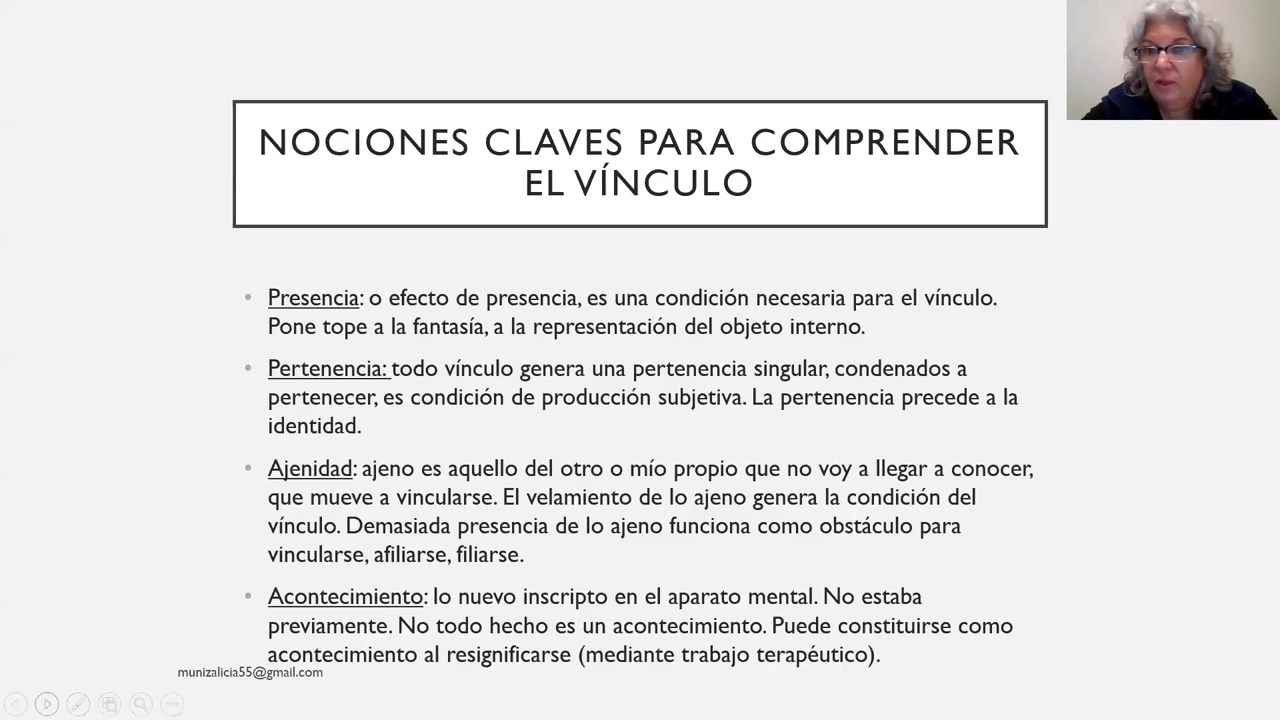 NOCIONES CLAVES PARA COMPRENDER
EL VÍNCULO
• Presencia: o efecto de presencia, es una condición necesaria para el vínculo.
Pone tope a la fantasía, a la representación del objeto interno.
• Pertenencia: todo vínculo genera una pertenencia singular, condenados a
pertenecer, es condición de producción subjetiva. La pertenencia precede a la
identidad.
• Ajenidad: ajeno es aquello del otro o mío propio que no voy a llegar a conocer,
que mueve a vincularse. El velamiento de lo ajeno genera la condición del
vínculo. Demasiada presencia de lo ajeno funciona como obstáculo para
vincularse, afiliarse, filiarse.
• Acontecimiento: lo nuevo inscripto en el aparato mental. No estaba
previamente. No todo hecho es un acontecimiento. Puede constituirse como
acontecimiento al resignificarse (mediante trabajo terapéutico).
munizalicia55@gmail.com